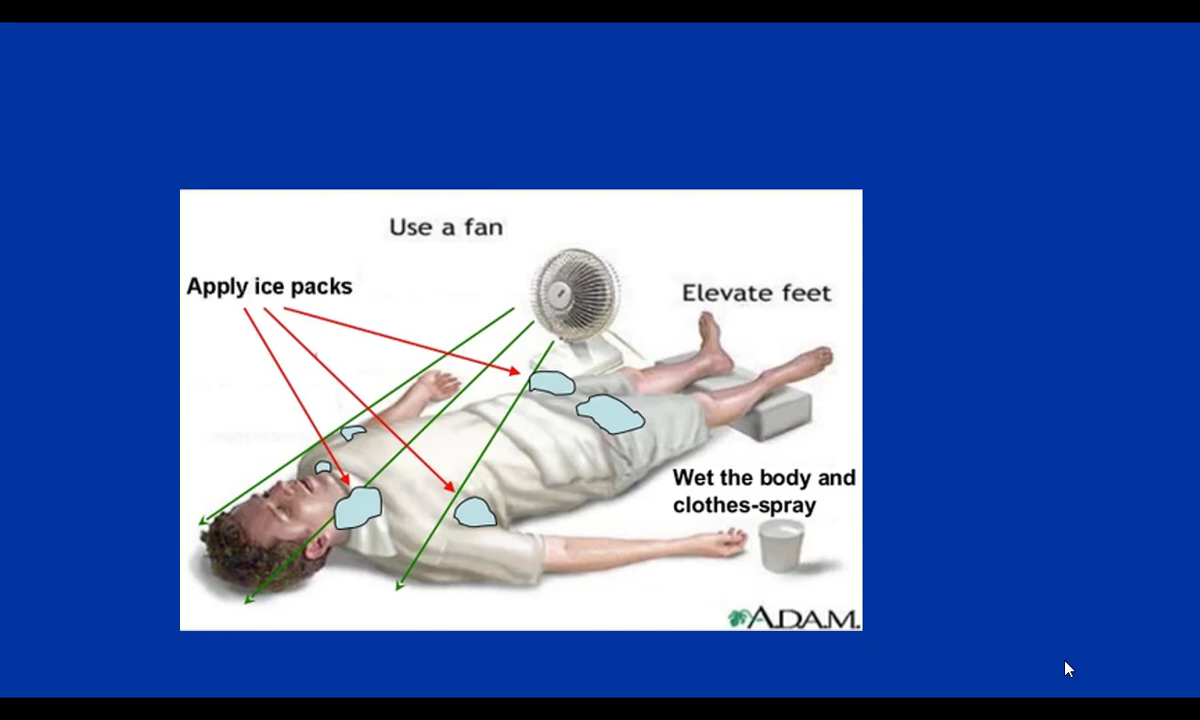 Use a fan
Apply ice packs
Elevate feet
Wet the body and
clothes-spray
A.D.A.M.